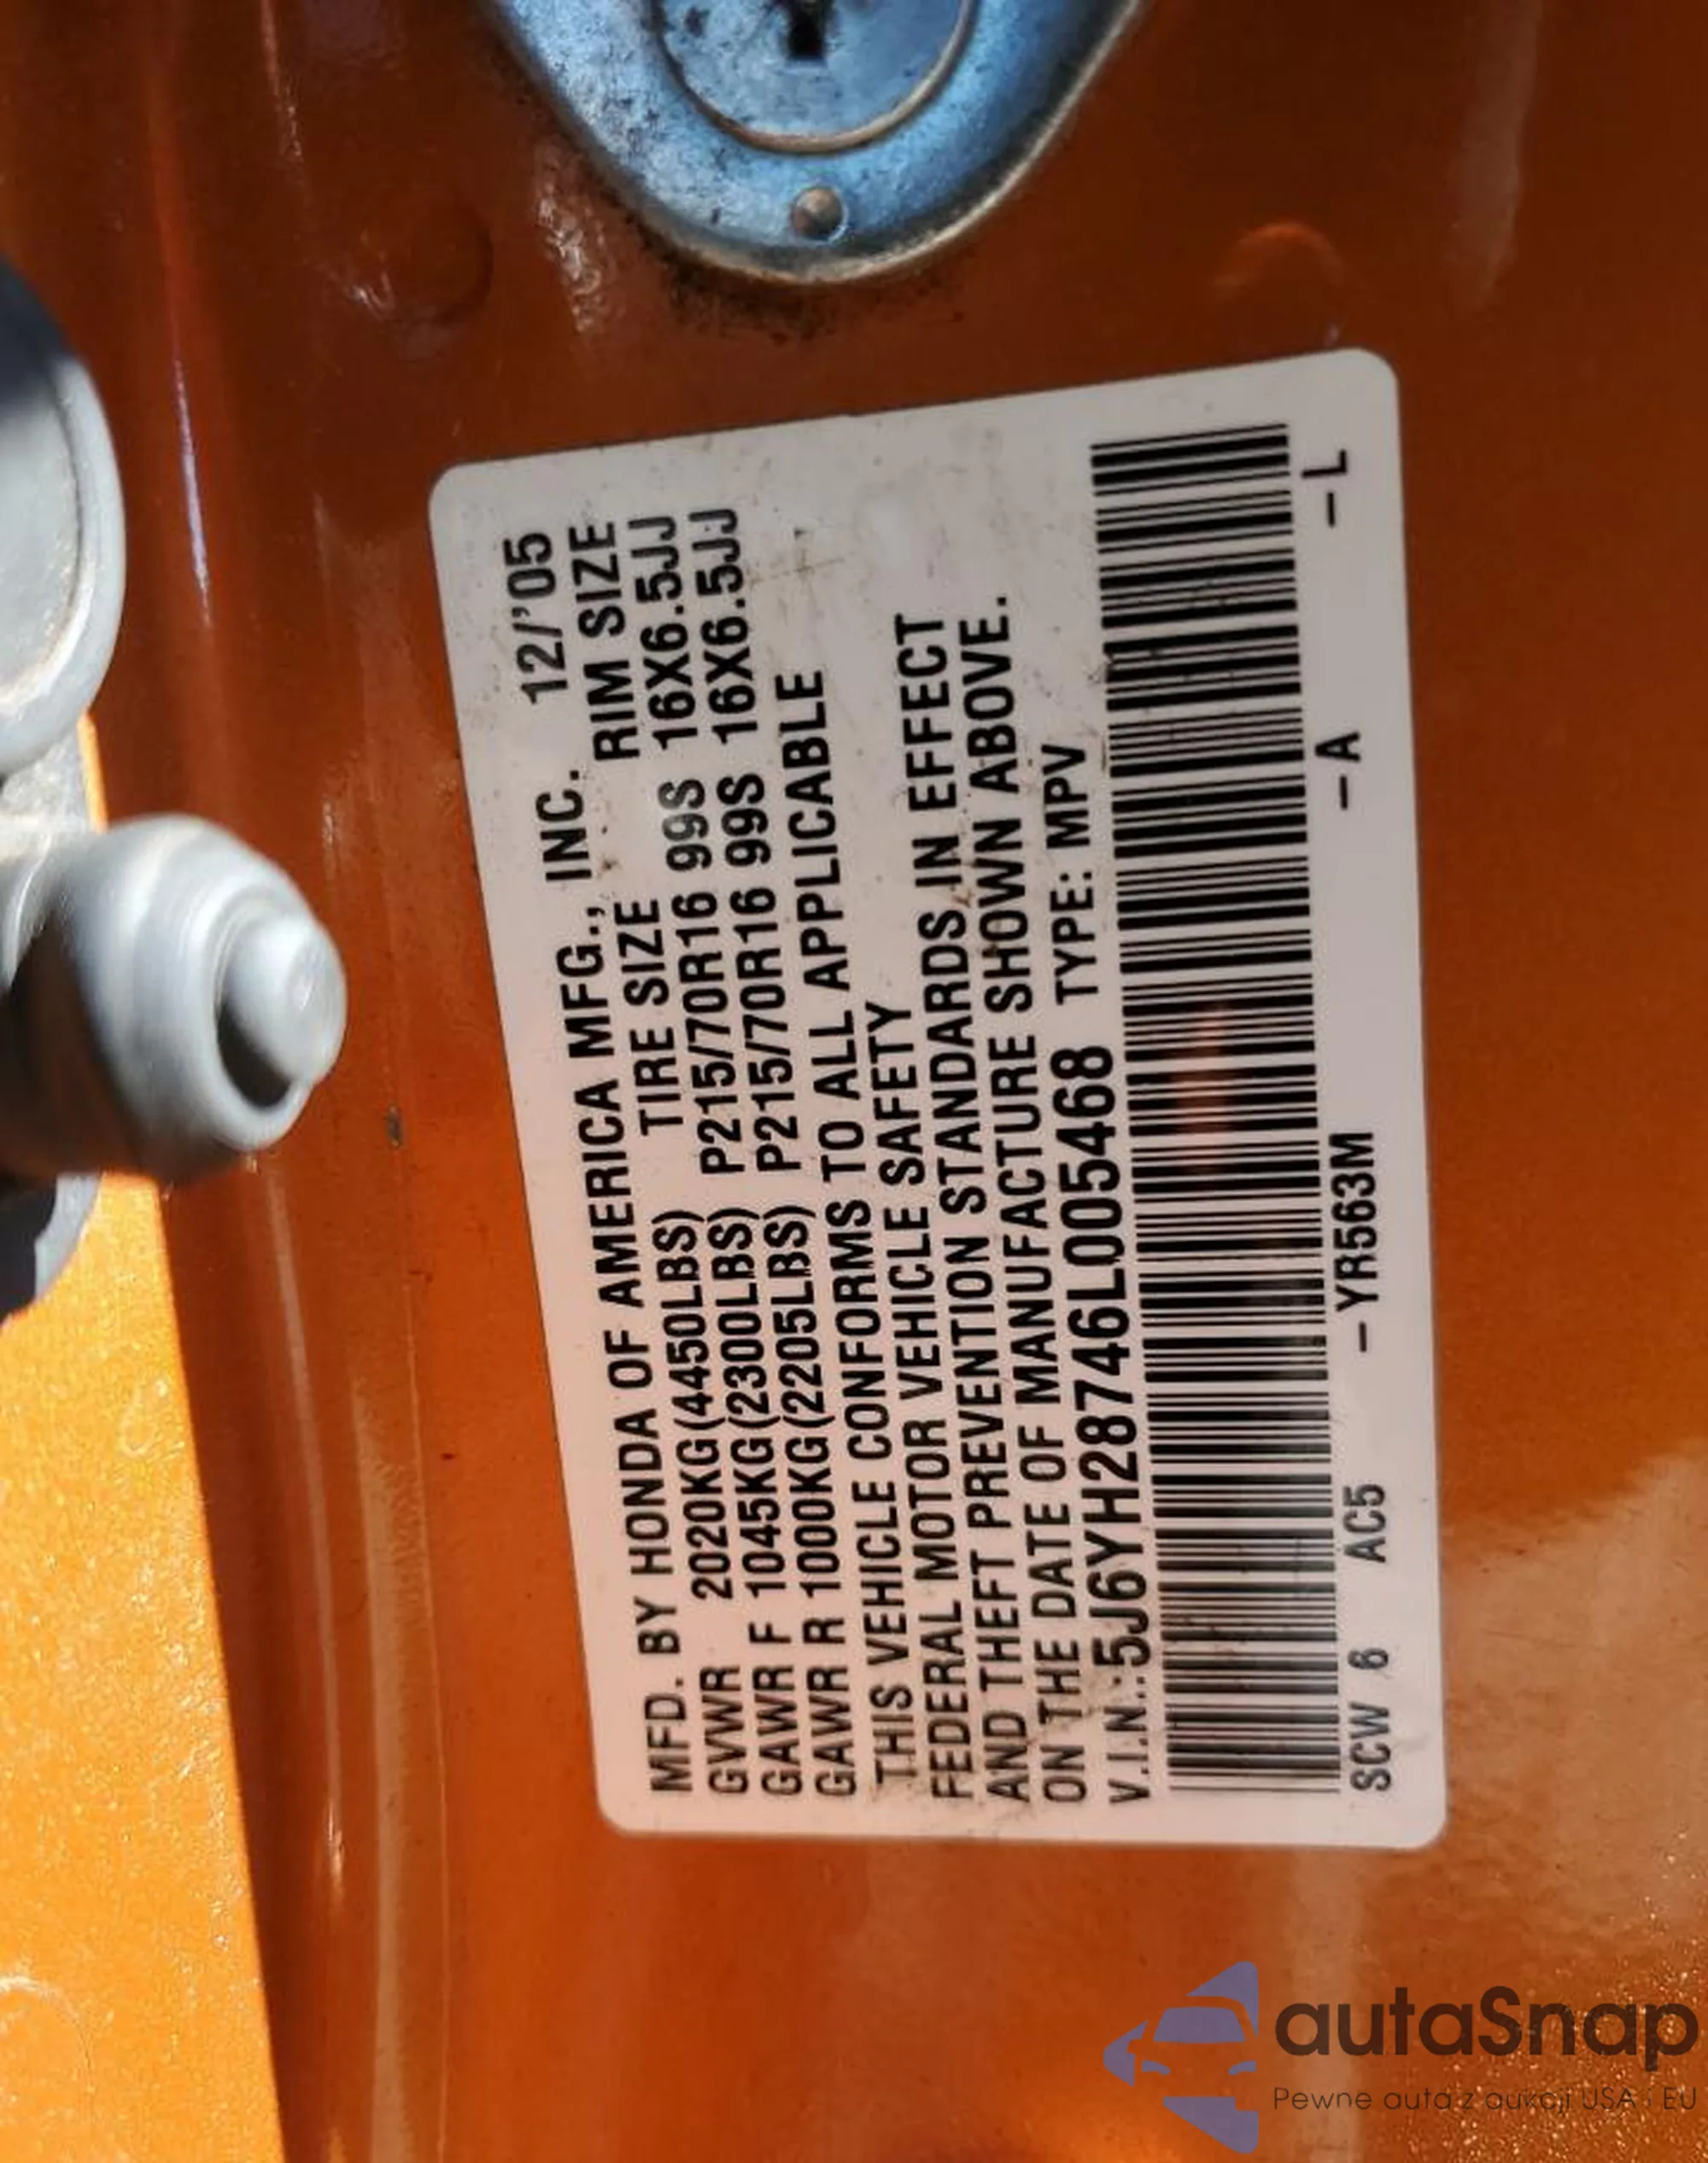 MFD. BY HONDA OF AMERICA MFG., INC. 12/'05
GVWR 2020KG(4450LBS) TIRE SIZE RIM SIZE
GAWR F 1045KG(2300LBS) P215/70R16 99S 16X6.5JJ
GAWR R 1000KG(2205LBS) P215/70R16 99S 16X6.5JJ
THIS VEHICLE CONFORMS TO ALL APPLICABLE
FEDERAL MOTOR VEHICLE SAFETY
AND THEFT PREVENTION STANDARDS IN EFFECT
ON THE DATE OF MANUFACTURE SHOWN ABOVE.
V.I.N.:5J6YH28746L005468 TYPE: MPV
SCW 6 AC5 –YR563M –A –L
autaSnap
Pewne auta z aukcji USA i EU